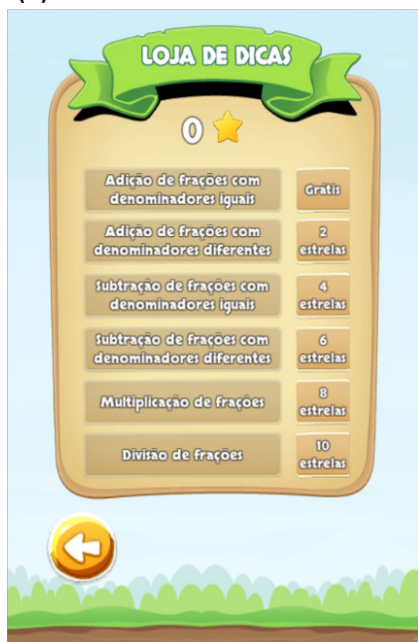 LOJA DE DICAS
0
Adição de frações com
denominadores iguais
Grátis
Adição de frações com
denominadores diferentes
2
estrelas
Subtração de frações com
denominadores iguais
4
estrelas
Subtração de frações com
denominadores diferentes
6
estrelas
Multiplicação de frações
8
estrelas
Divisão de frações
10
estrelas